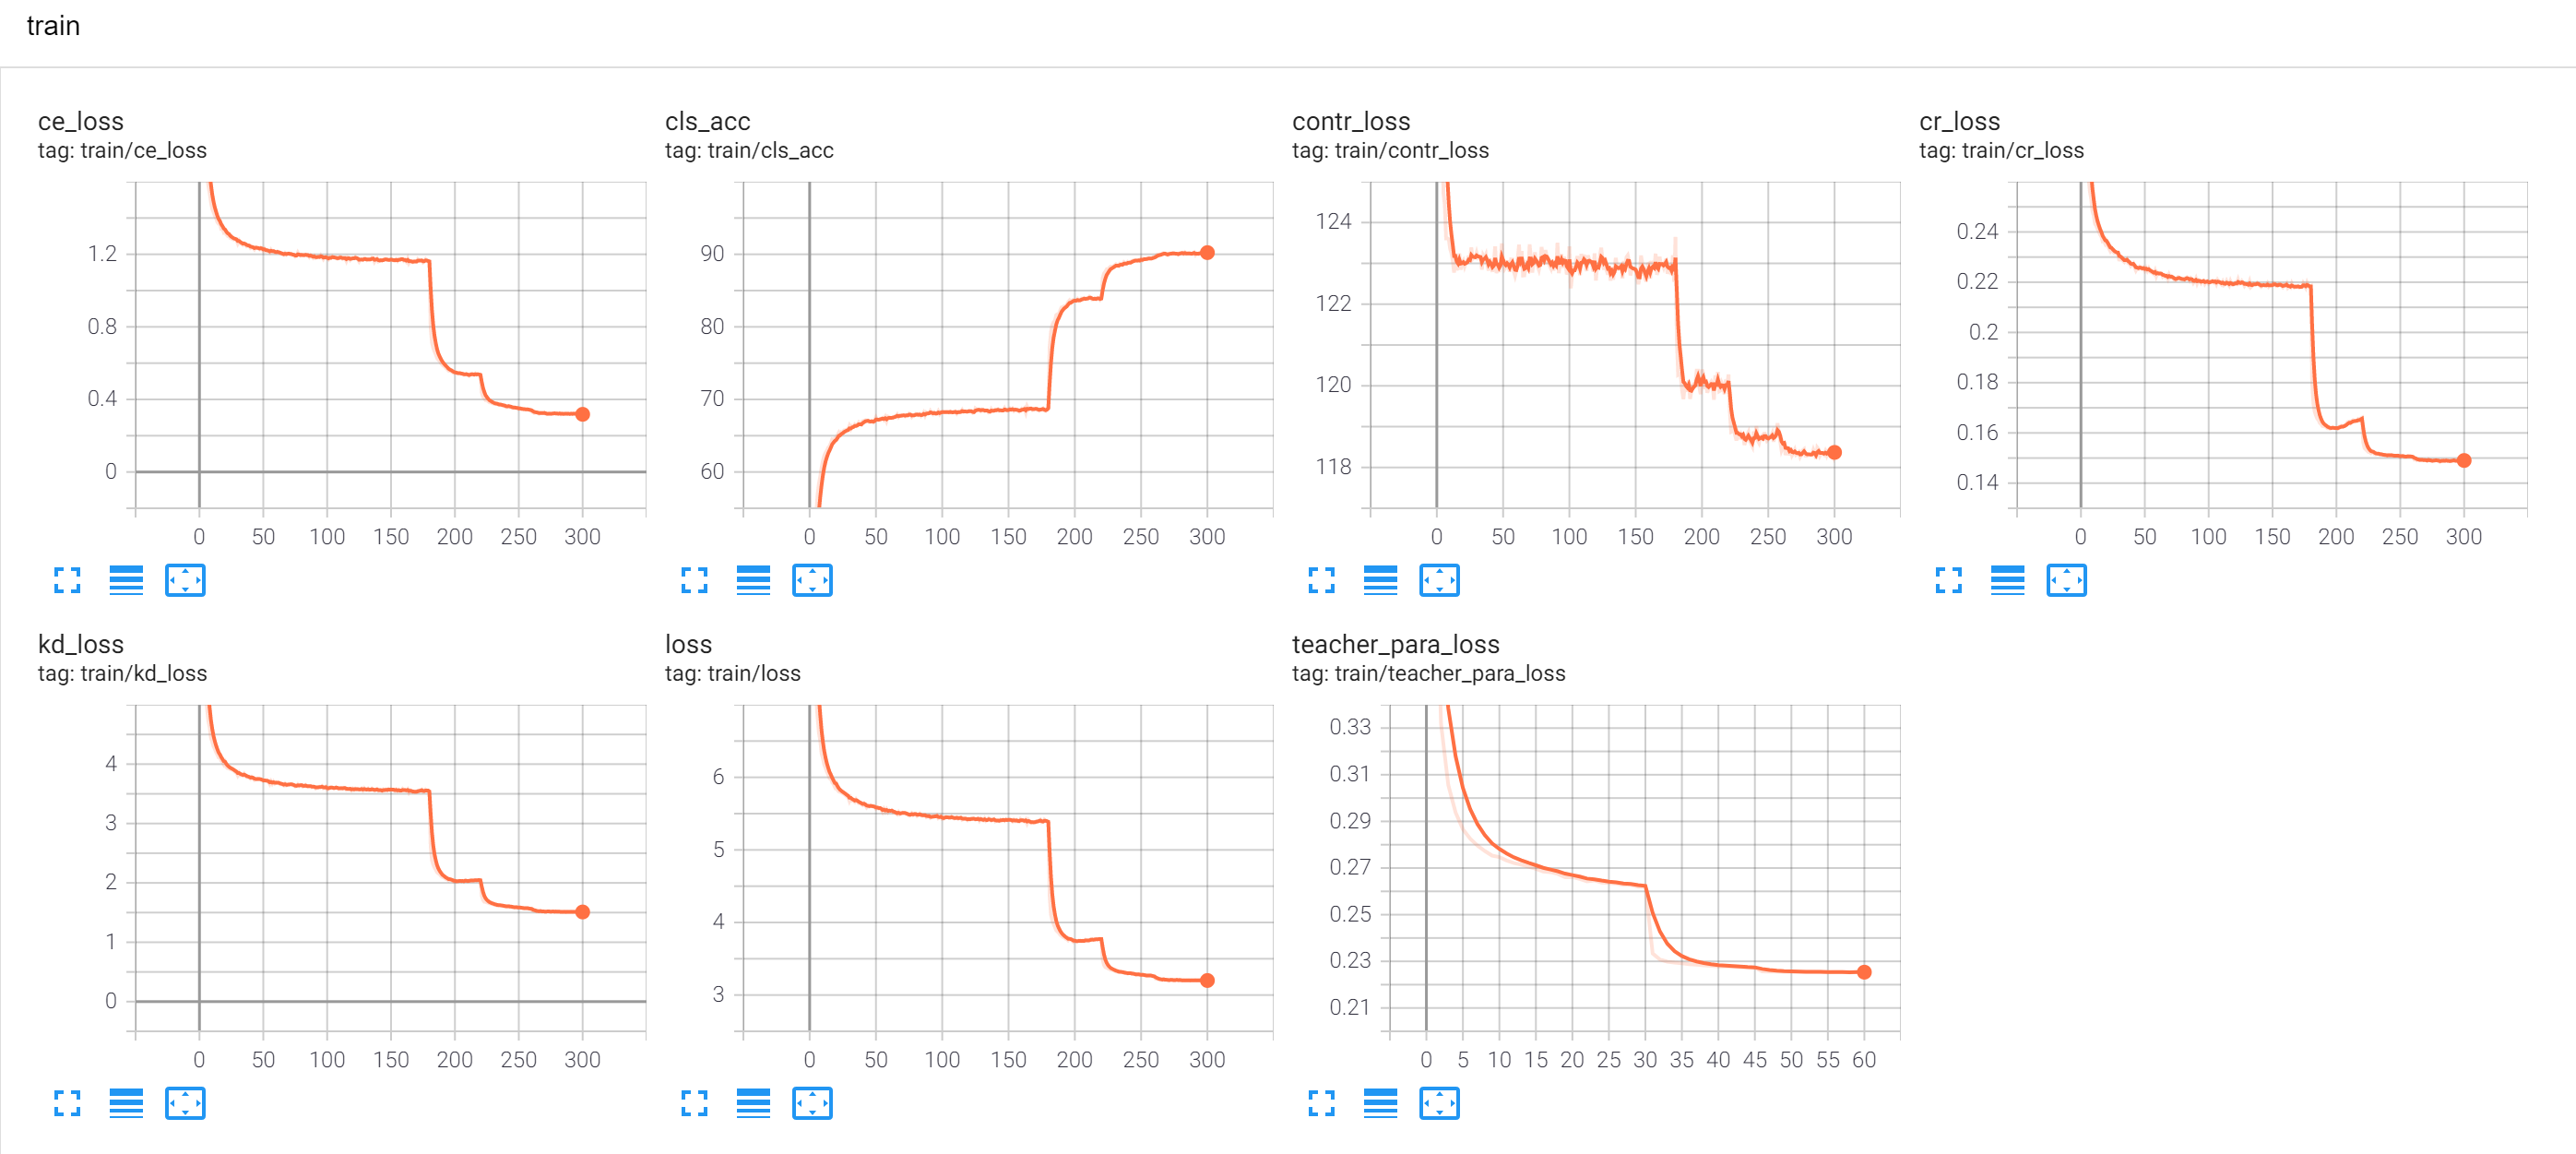 train
ce_loss
tag: train/ce_loss
1.2
0.8
0.4
0
0 50 100 150 200 250 300
cls_acc
tag: train/cls_acc
90
80
70
60
0 50 100 150 200 250 300
contr_loss
tag: train/contr_loss
124
122
120
118
0 50 100 150 200 250 300
cr_loss
tag: train/cr_loss
0.24
0.22
0.2
0.18
0.16
0.14
0 50 100 150 200 250 300
kd_loss
tag: train/kd_loss
4
3
2
1
0
0 50 100 150 200 250 300
loss
tag: train/loss
6
5
4
3
0 50 100 150 200 250 300
teacher_para_loss
tag: train/teacher_para_loss
0.33
0.31
0.29
0.27
0.25
0.23
0.21
0 5 10 15 20 25 30 35 40 45 50 55 60